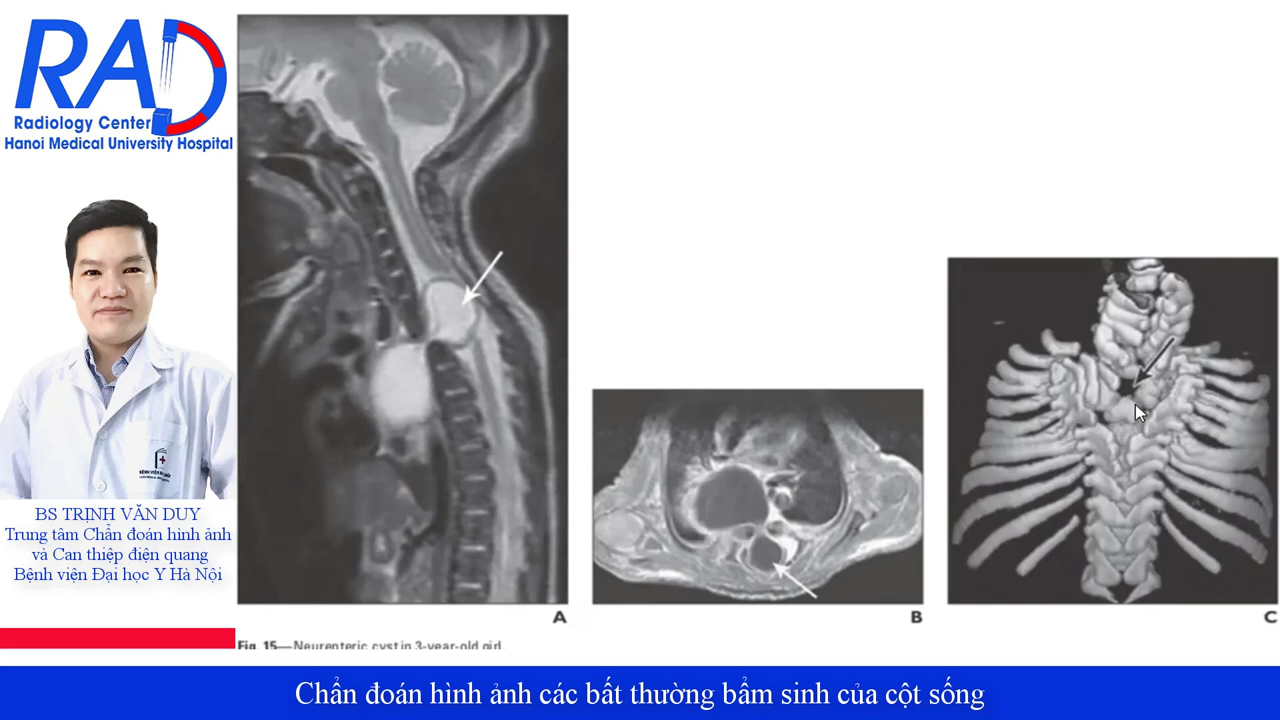 RAD
Radiology Center
Hanoi Medical University Hospital
BS TRỊNH VĂN DUY
Trung tâm Chẩn đoán hình ảnh
và Can thiệp điện quang
Bệnh viện Đại học Y Hà Nội
A
B
C
Fig. 15—Neurenteric cyst in 3-year-old girl.
Chẩn đoán hình ảnh các bất thường bẩm sinh của cột sống